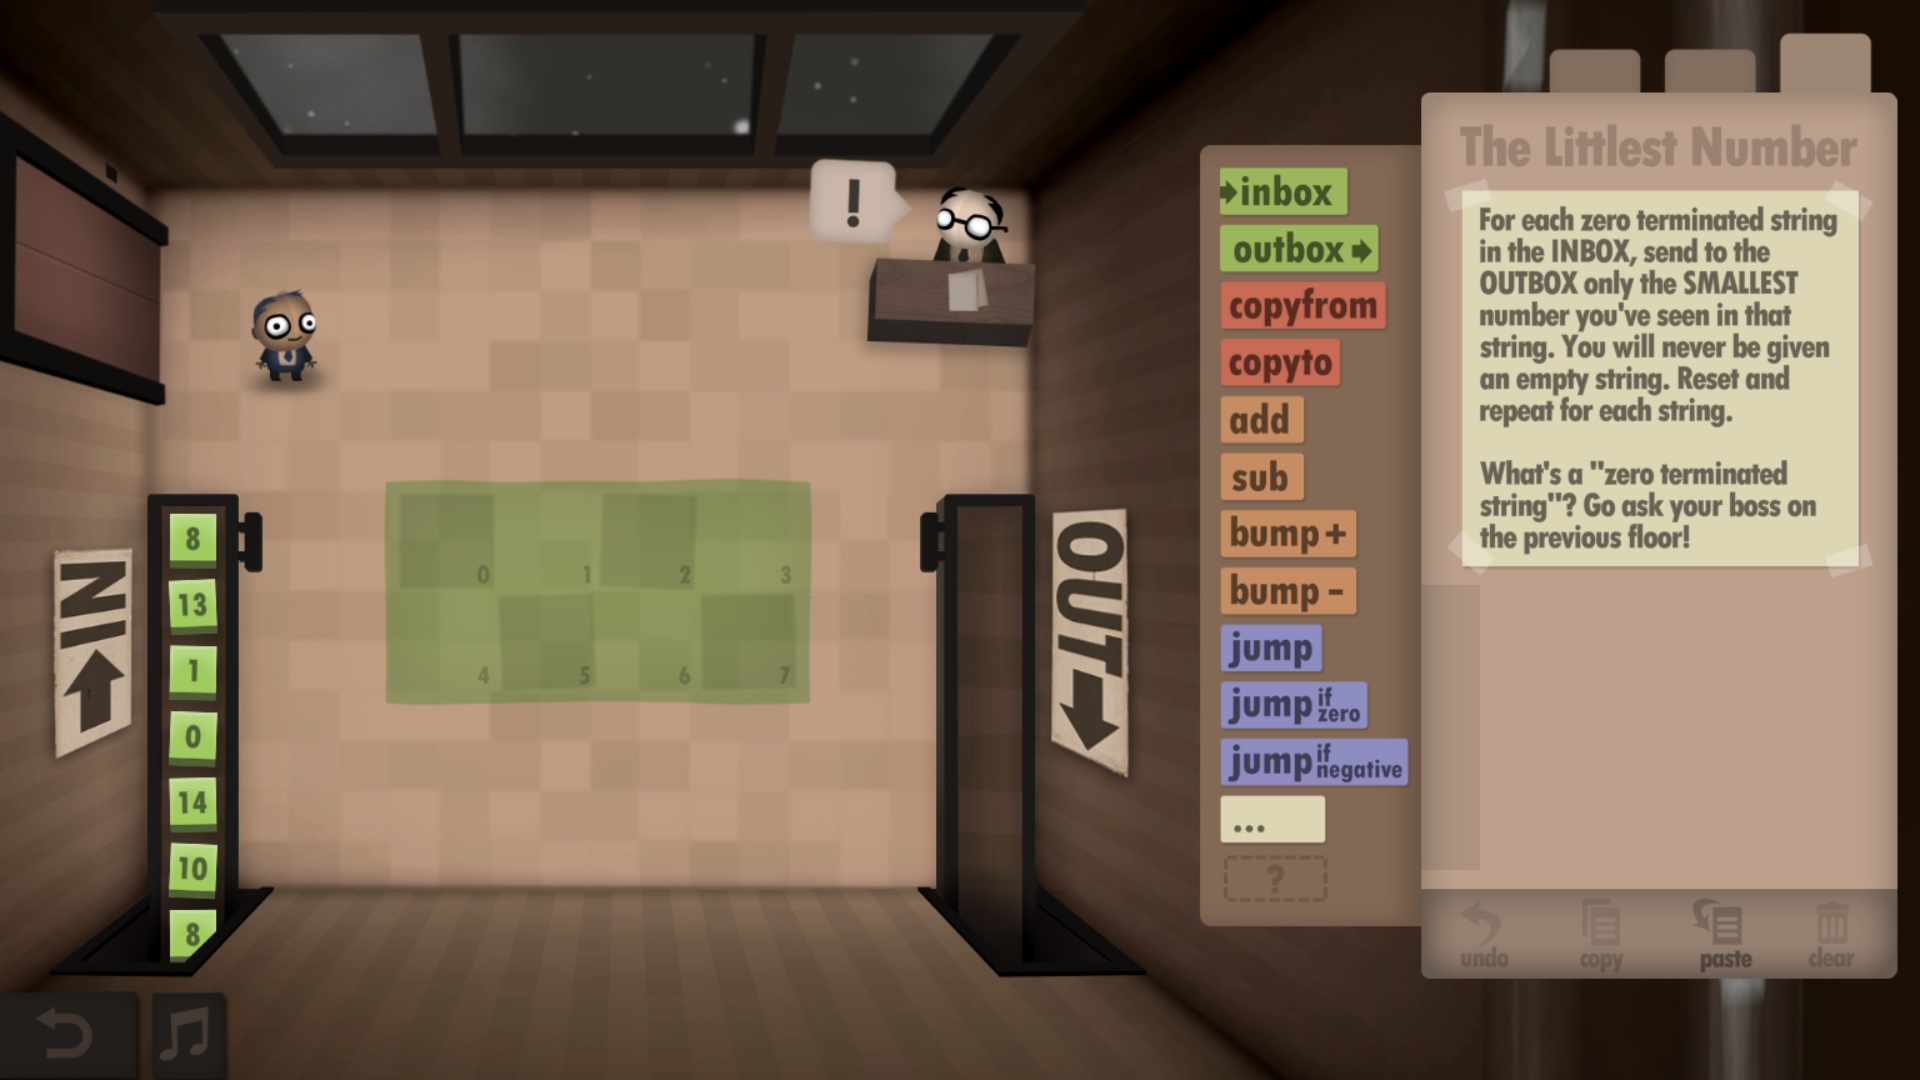 !
IN
8
13
1
0
14
10
8
0
1
2
3
4
5
6
7
OUT
inbox
outbox
copyfrom
copyto
add
sub
bump+
bump -
jump
jump if zero
jump if negative
...
?
The Littlest Number
For each zero terminated string
in the INBOX, send to the
OUTBOX only the SMALLEST
number you've seen in that
string. You will never be given
an empty string. Reset and
repeat for each string.
What's a "zero terminated
string"? Go ask your boss on
the previous floor!
undo
copy
paste
clear